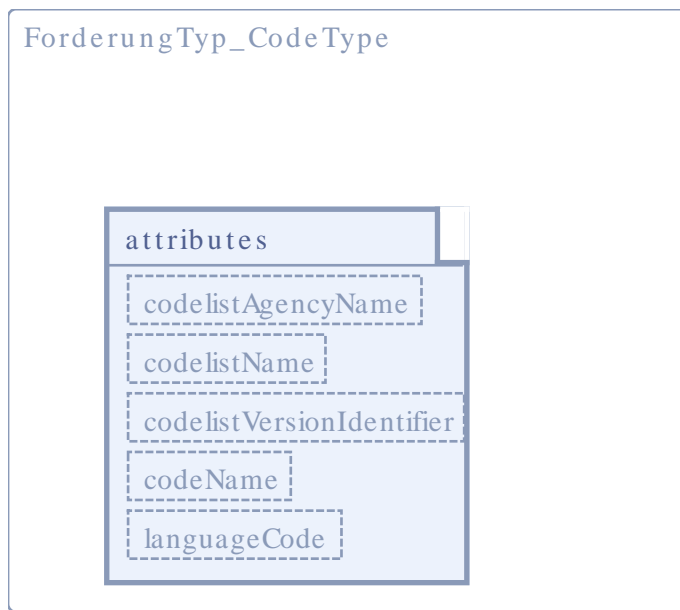 ForderungTyp_CodeType
attributes
codelistAgencyName
codelistName
codelistVersionIdentifier
codeName
languageCode